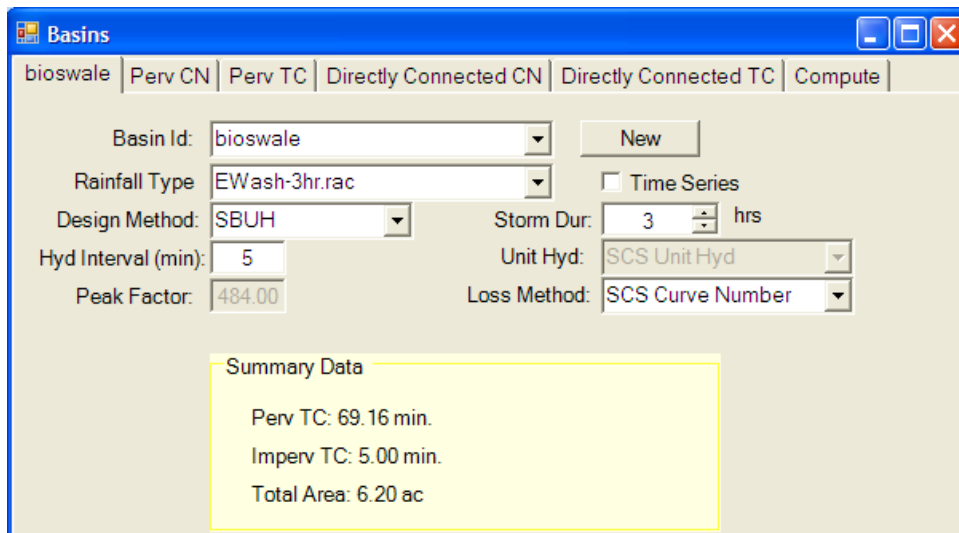 Basins
bioswale Perv CN Perv TC Directly Connected CN Directly Connected TC Compute
Basin Id: bioswale New
Rainfall Type EWash-3hr.rac Time Series
Design Method: SBUH Storm Dur: 3 hrs
Hyd Interval (min): 5 Unit Hyd: SCS Unit Hyd
Peak Factor: 484.00 Loss Method: SCS Curve Number
Summary Data
Perv TC: 69.16 min.
Imperv TC: 5.00 min.
Total Area: 6.20 ac